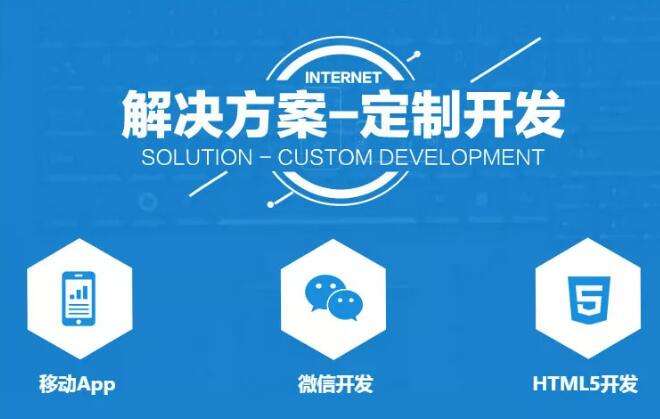 INTERNET
解决方案-定制开发
SOLUTION - CUSTOM DEVELOPMENT
5
移动App
微信开发
HTML5开发